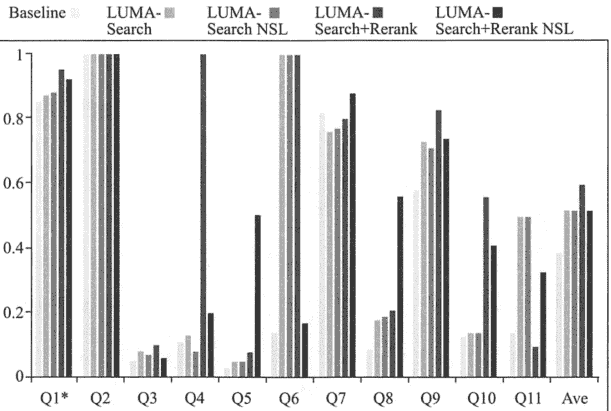 Baseline LUMA- LUMA- LUMA- LUMA-
Search Search NSL Search+Rerank Search+Rerank NSL
1
0.8
0.6
0.4
0.2
0
Q1* Q2 Q3 Q4 Q5 Q6 Q7 Q8 Q9 Q10 Q11 Ave